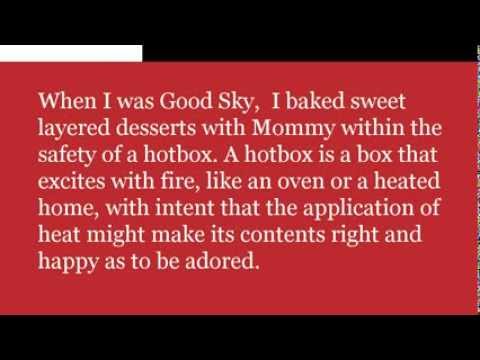 When I was Good Sky,  I baked sweet
layered desserts with Mommy within the
safety of a hotbox. A hotbox is a box that
excites with fire, like an oven or a heated
home, with intent that the application of
heat might make its contents right and
happy as to be adored.